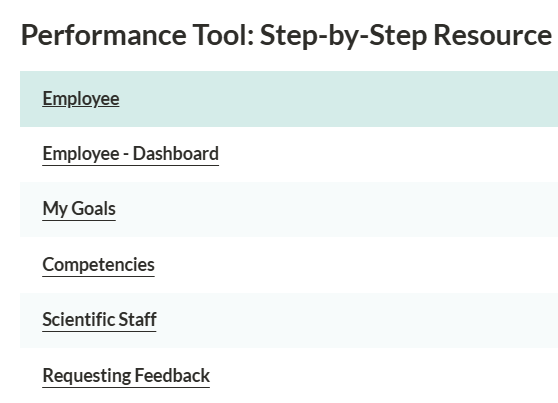 Performance Tool: Step-by-Step Resource
Employee
Employee - Dashboard
My Goals
Competencies
Scientific Staff
Requesting Feedback